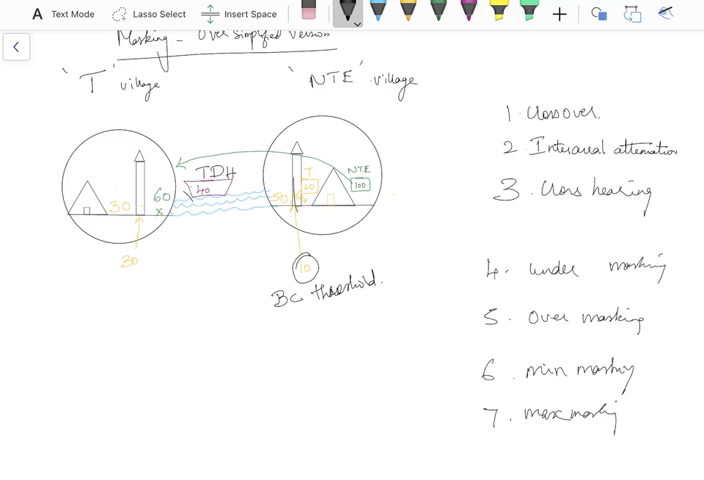 A Text Mode Lasso Select Insert Space
Masking - Over Simplified Version
'T' village
'NTE' village
TDH
40
30
60
x
30
50
T
40
NTE
100
10
BC threshold.
1. Crossover.
2. Interaural attenuation
3. Cross hearing
4. under masking
5. Over masking
6. min masking
7. max masking